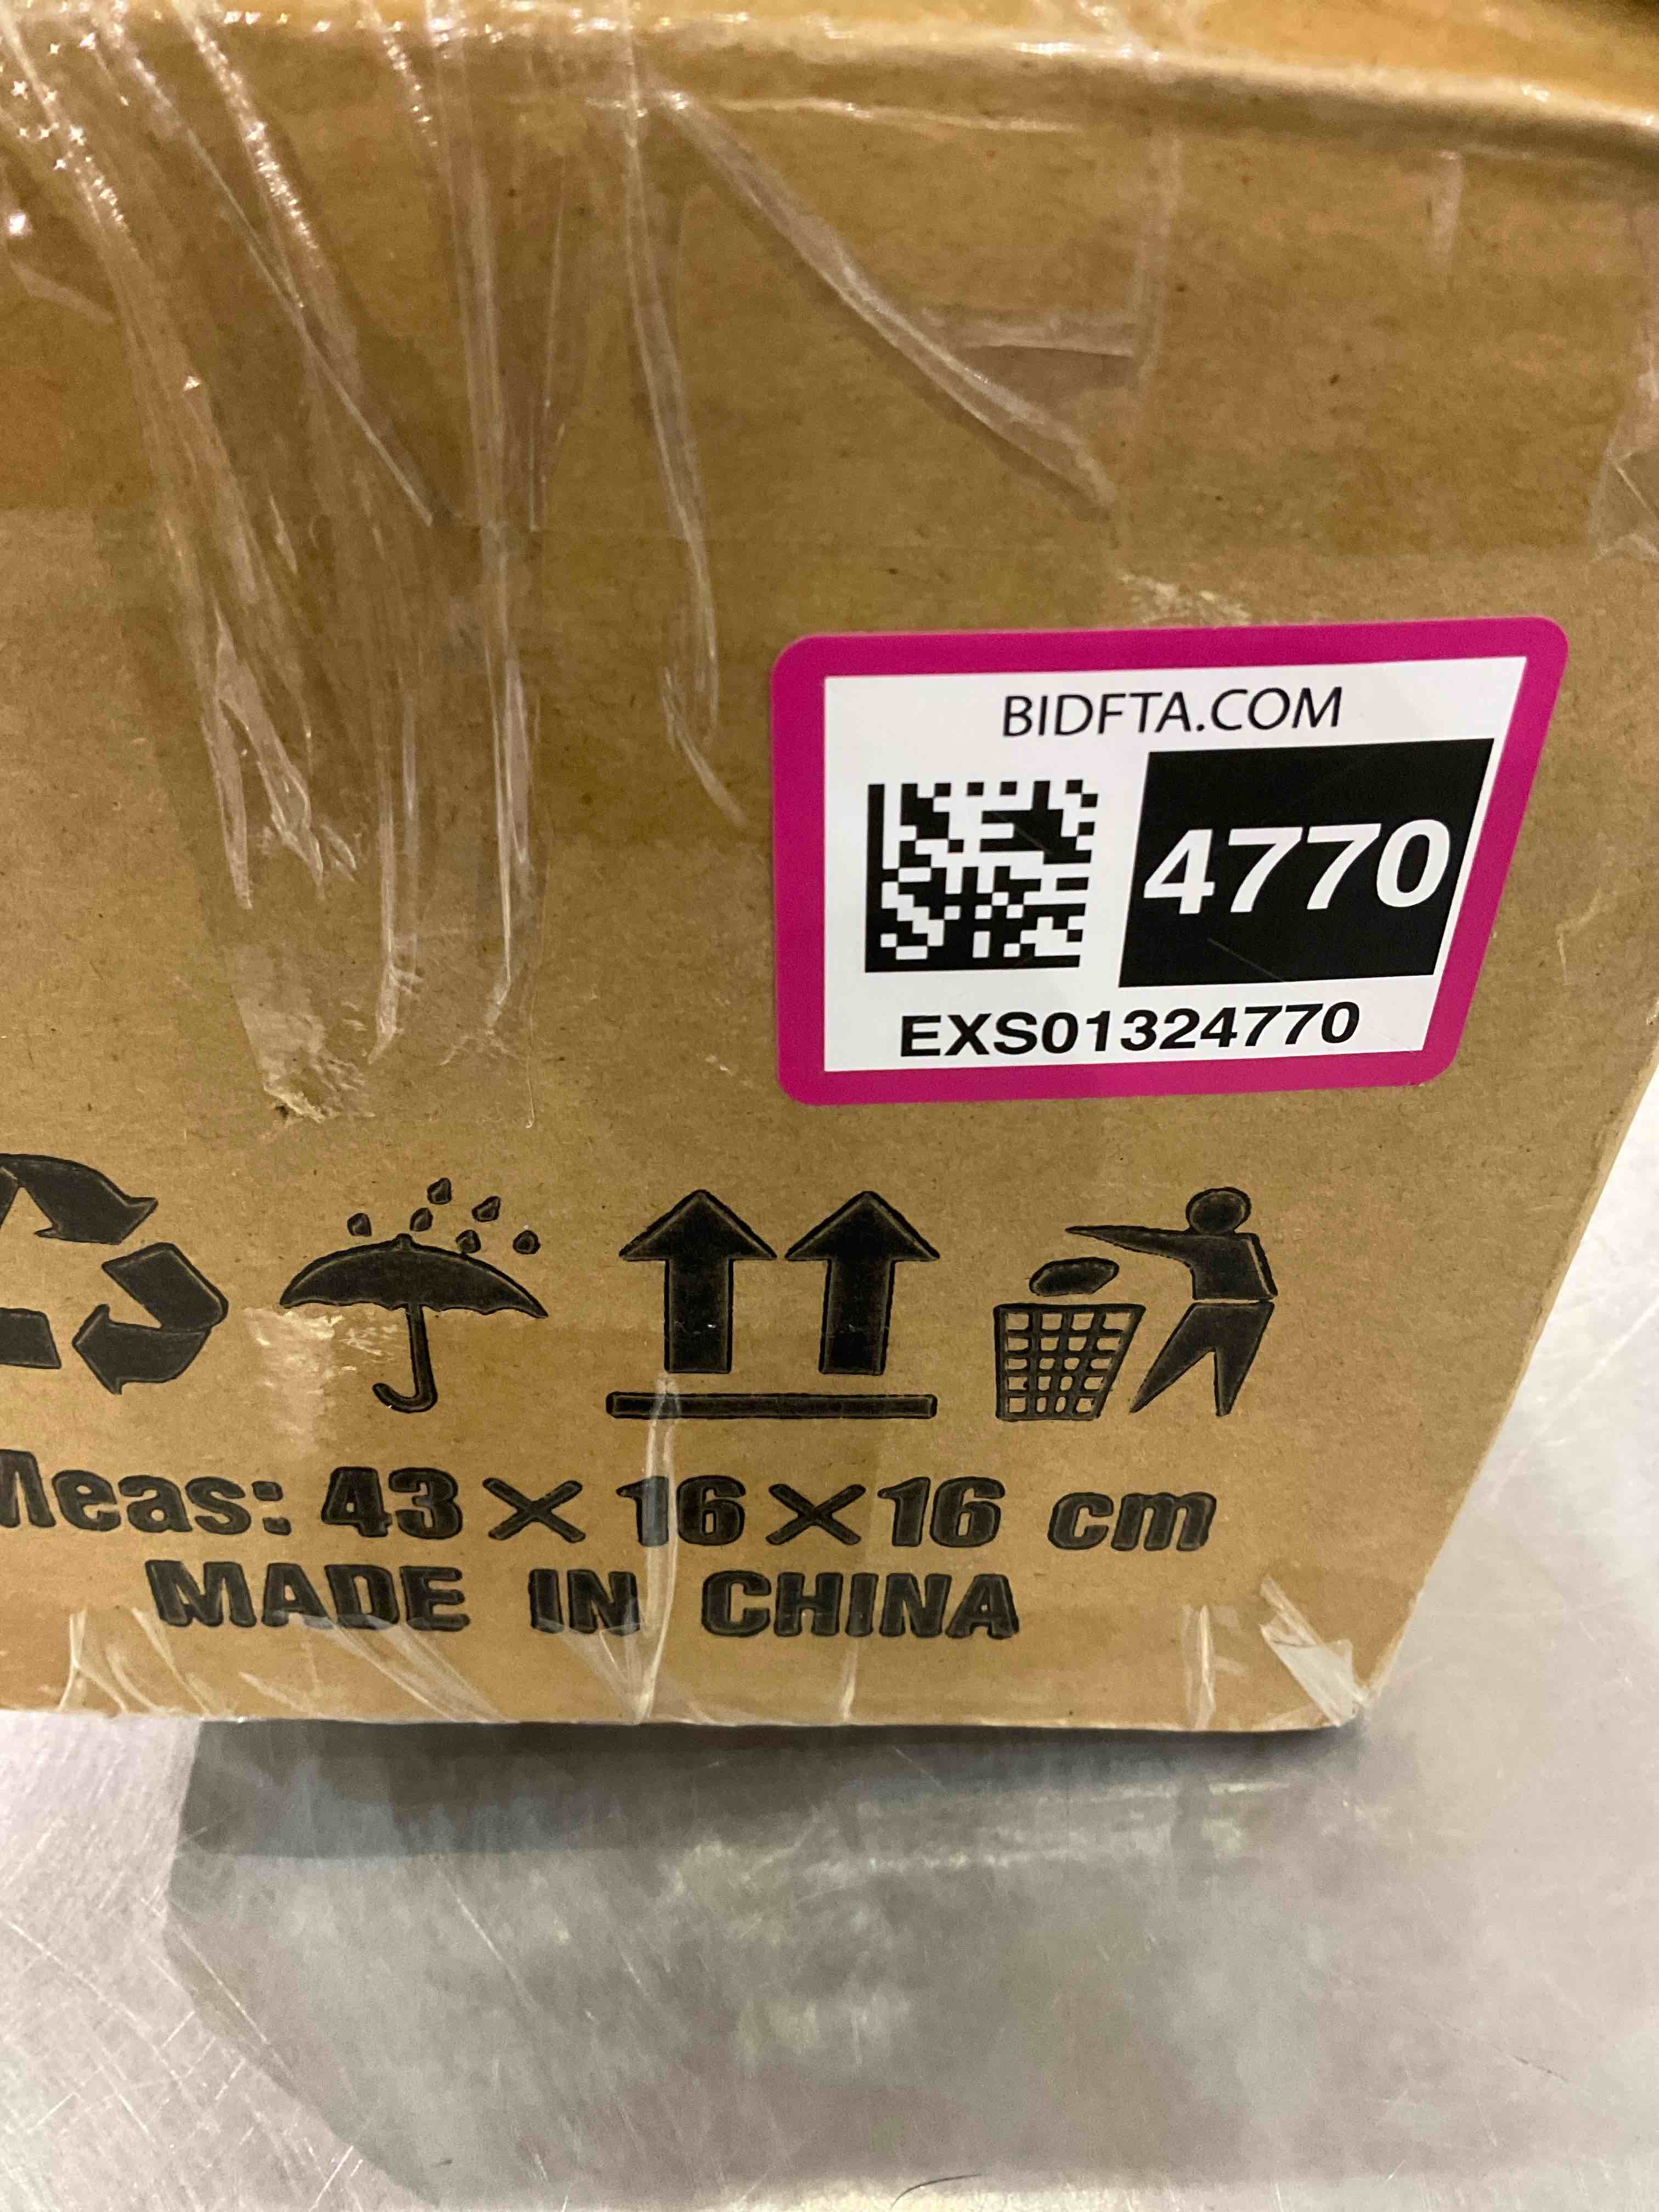 BIDFTA.COM
4770
EXS01324770
Meas: 43 × 16 × 16 cm
MADE IN CHINA